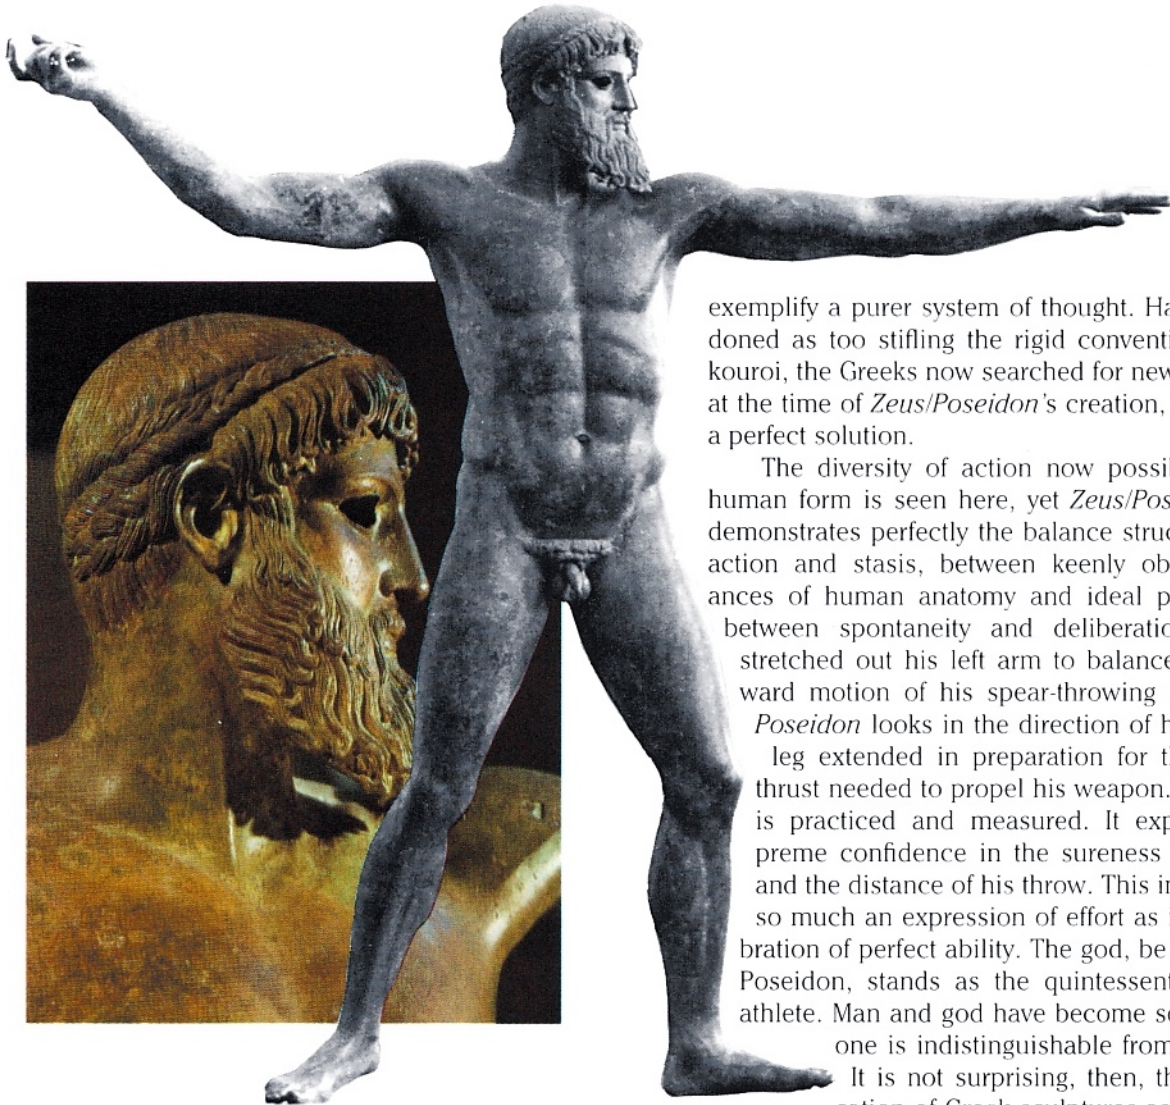 exemplify a purer system of thought. Ha
doned as too stifling the rigid conventi
kouroi, the Greeks now searched for new
at the time of Zeus/Poseidon's creation,
a perfect solution.
The diversity of action now possil
human form is seen here, yet Zeus/Pos
demonstrates perfectly the balance struc
action and stasis, between keenly ob
ances of human anatomy and ideal p
between spontaneity and deliberatio
stretched out his left arm to balance
ward motion of his spear-throwing
Poseidon looks in the direction of h
leg extended in preparation for t
thrust needed to propel his weapon.
is practiced and measured. It exp
preme confidence in the sureness
and the distance of his throw. This i
so much an expression of effort as
bration of perfect ability. The god, be
Poseidon, stands as the quintessent
athlete. Man and god have become so
one is indistinguishable from
It is not surprising, then, th